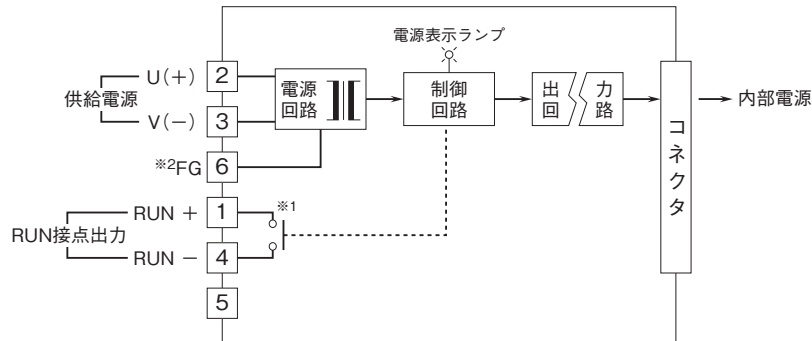 電源表示ランプ
供給電源
U(+)
2
V(−)
3
※2FG
6
電源
回路
制御
回路
出 力
回 路
コネクタ
内部電源
RUN接点出力
RUN +
1
※1
RUN −
4
5